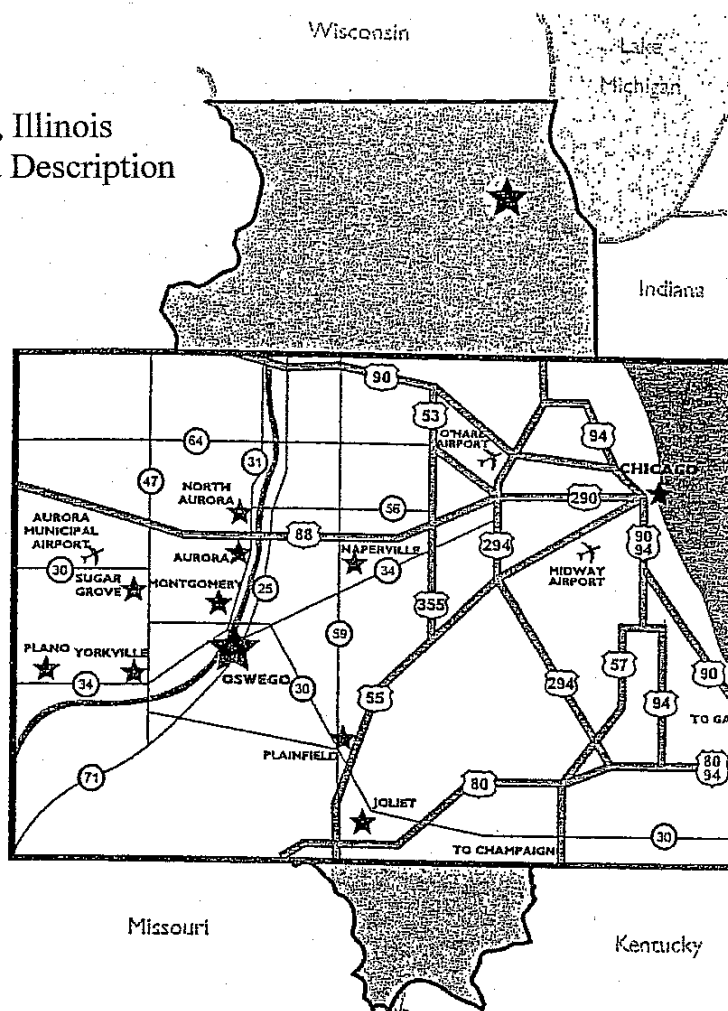 Wisconsin
Lake
Michigan
, Illinois
Description
Indiana
90
53
O'HARE
AIRPORT
94
64
31
CHICAGO
47
NORTH
AURORA
56
290
AURORA
MUNICIPAL
AIRPORT
88
NAPERVILLE
294
90
94
AURORA
34
MIDWAY
AIRPORT
30
SUGAR
GROVE
MONTGOMERY
25
355
59
PLANO
YORKVILLE
57
90
34
OSWEGO
30
55
294
94
PLAINFIELD
71
80
80
94
JOLIET
30
TO CHAMPAIGN
Missouri
Kentucky